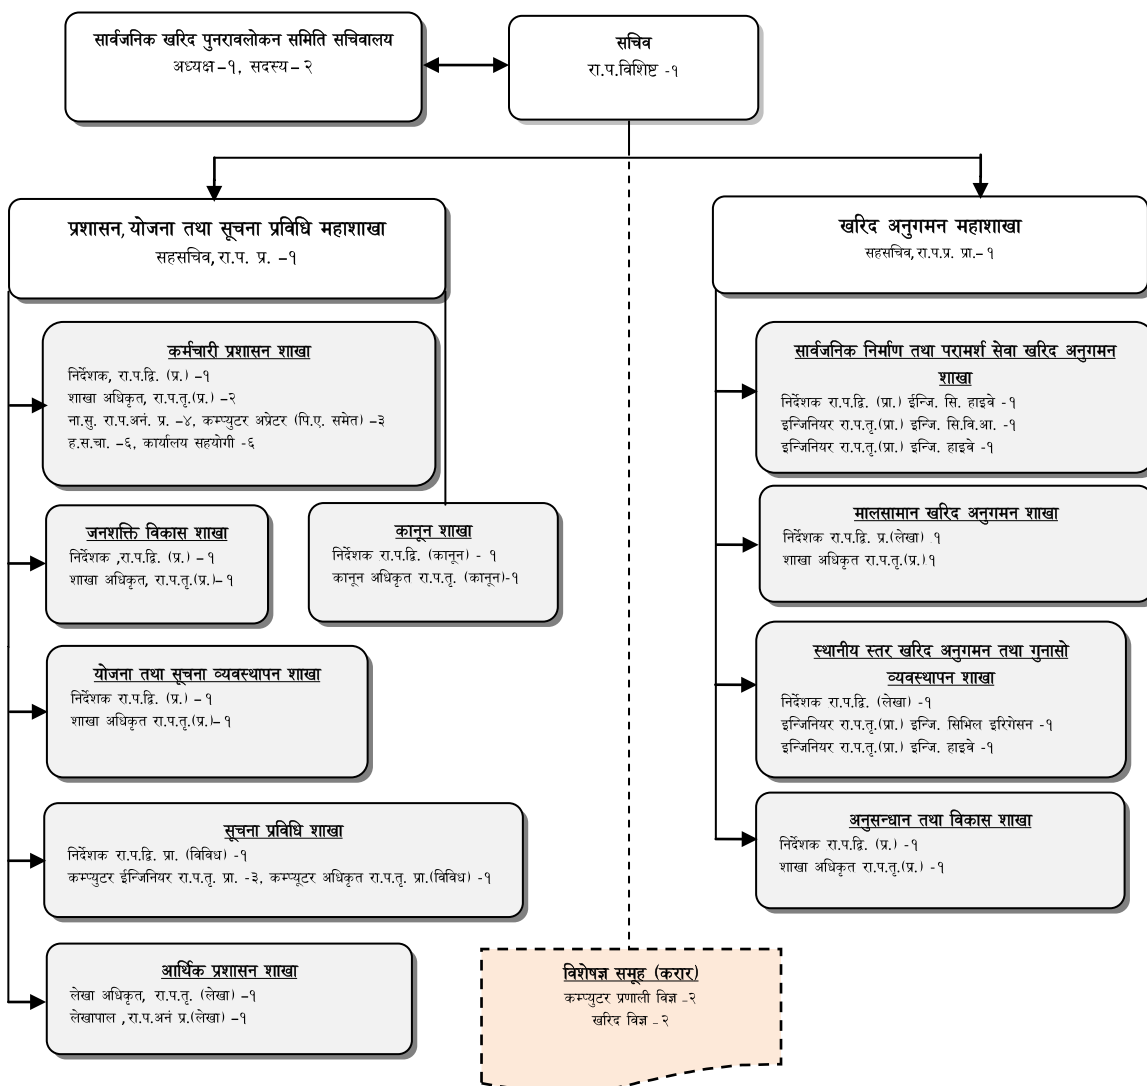 सार्वजनिक खरिद पुनरावलोकन समिति सचिवालय
अध्यक्ष–१, सदस्य–२
सचिव
रा.प.विशिष्ट -१
प्रशासन, योजना तथा सूचना प्रविधि महाशाखा
सहसचिव, रा.प. प्र. –१
कर्मचारी प्रशासन शाखा
निर्देशक, रा.प.द्वि. (प्र.) –१
शाखा अधिकृत, रा.प.तृ.(प्र.) –२
ना.सु. रा.प.अनं. प्र. –४, कम्प्युटर अप्रेटर (पि.ए. समेत) –३
ह.स.चा. –६, कार्यालय सहयोगी -६
जनशक्ति विकास शाखा
निर्देशक ,रा.प.द्वि. (प्र.) –१
शाखा अधिकृत, रा.प.तृ.(प्र.)–१
कानून शाखा
निर्देशक रा.प.द्वि. (कानून) - १
कानून अधिकृत रा.प.तृ. (कानून)-१
योजना तथा सूचना व्यवस्थापन शाखा
निर्देशक रा.प.द्वि. (प्र.) –१
शाखा अधिकृत रा.प.तृ(प्र.)–१
सूचना प्रविधि शाखा
निर्देशक रा.प.द्वि. प्रा. (विविध) -१
कम्प्युटर ईन्जिनियर रा.प.तृ. प्रा. -३, कम्प्यूटर अधिकृत रा.प.तृ. प्रा.(विविध) -१
आर्थिक प्रशासन शाखा
लेखा अधिकृत, रा.प.तृ. (लेखा) –१
लेखापाल ,रा.प.अनं प्र.(लेखा) –१
विशेषज्ञ समूह (करार)
कम्प्युटर प्रणाली विज्ञ -२
खरिद विज्ञ -२
खरिद अनुगमन महाशाखा
सहसचिव, रा.प.प्र. प्रा.–१
सार्वजनिक निर्माण तथा परामर्श सेवा खरिद अनुगमन
शाखा
निर्देशक रा.प.द्वि. (प्रा.) ईन्जि. सि. हाइवे -१
इन्जिनियर रा.प.तृ.(प्रा.) इन्जि. सि.वि.आ. -१
इन्जिनियर रा.प.तृ.(प्रा.) इन्जि. हाइवे -१
मालसामान खरिद अनुगमन शाखा
निर्देशक रा.प.द्वि. प्र.(लेखा) १
शाखा अधिकृत रा.प.तृ.(प्र.)१
स्थानीय स्तर खरिद अनुगमन तथा गुनासो
व्यवस्थापन शाखा
निर्देशक रा.प.द्वि. (लेखा) -१
इन्जिनियर रा.प.तृ.(प्रा.) इन्जि. सिभिल इरिगेसन -१
इन्जिनियर रा.प.तृ.(प्रा.) इन्जि. हाइवे -१
अनुसन्धान तथा विकास शाखा
निर्देशक रा.प.द्वि. (प्र.) -१
शाखा अधिकृत रा.प.तृ.(प्र.) -१